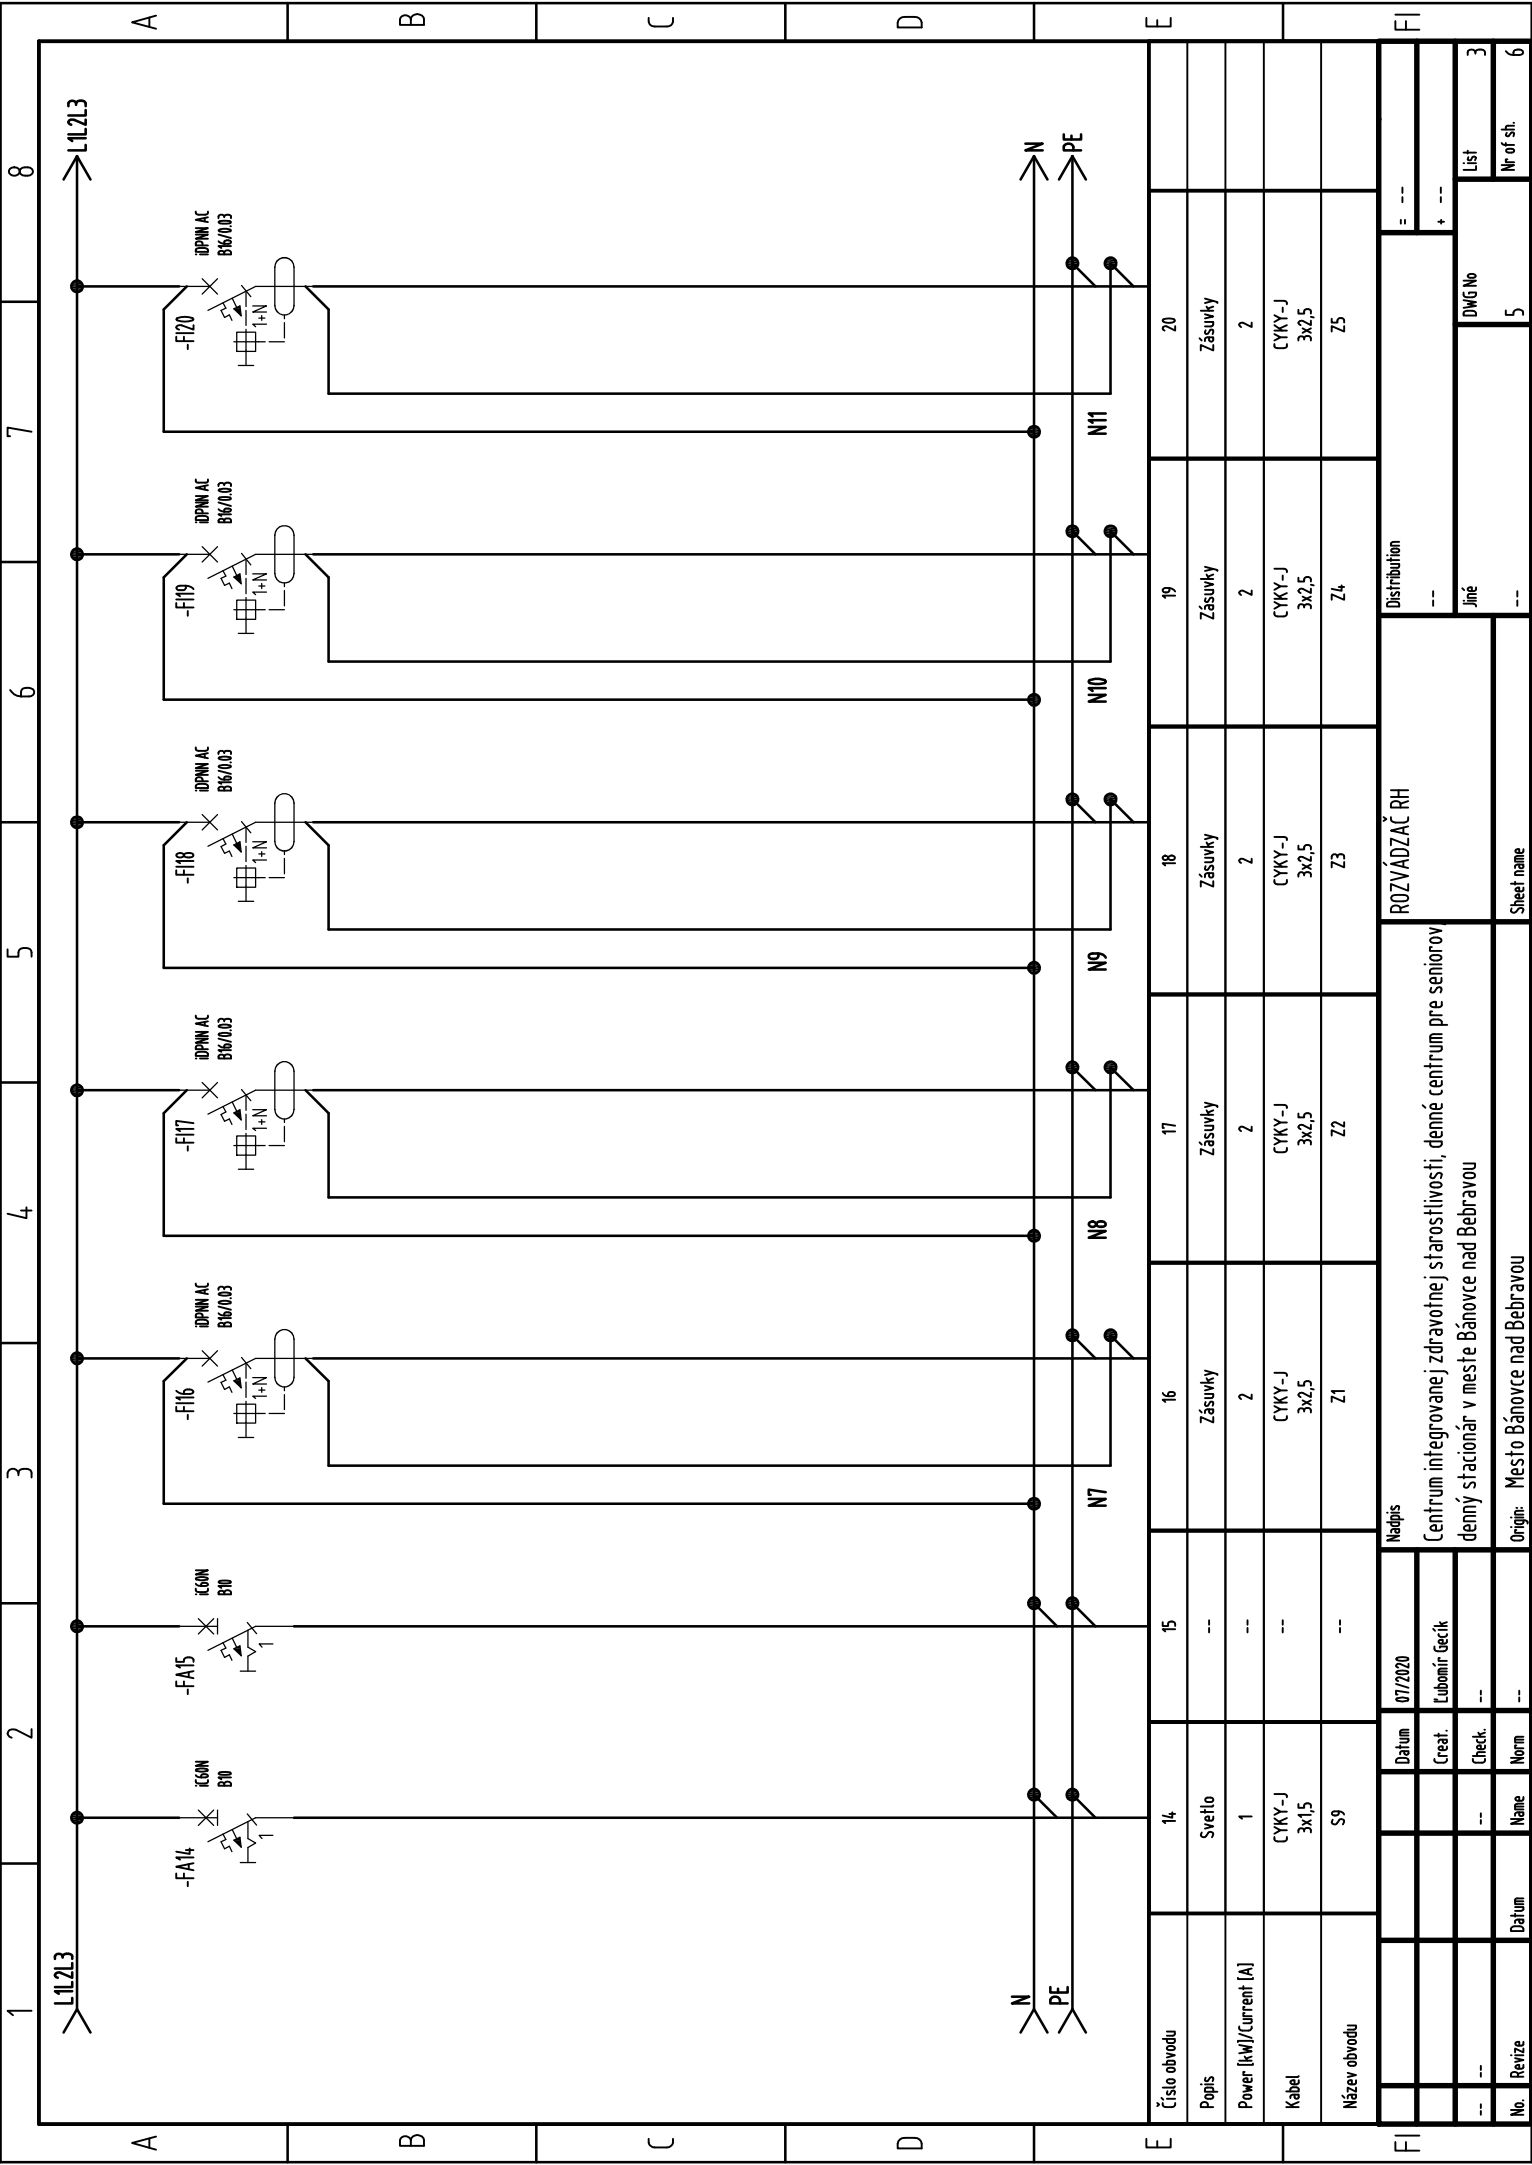 1 2 3 4 5 6 7 8
A A
B B
C C
D D
E E
FI FI
L1L2L3 L1L2L3
-FA14
iC60N
B10
1
-FA15
iC60N
B10
1
-FI16
iDPNN AC
B16/0.03
1+N
-FI17
iDPNN AC
B16/0.03
1+N
-FI18
iDPNN AC
B16/0.03
1+N
-FI19
iDPNN AC
B16/0.03
1+N
-FI20
iDPNN AC
B16/0.03
1+N
N N
PE PE
N7 N8 N9 N10 N11
Číslo obvodu 14 15 16 17 18 19 20
Popis Svetlo -- Zásuvky Zásuvky Zásuvky Zásuvky Zásuvky
Power [kW]/Current [A] 1 -- 2 2 2 2 2
Kabel CYKY-J -- CYKY-J CYKY-J CYKY-J CYKY-J CYKY-J
3x1,5 3x2,5 3x2,5 3x2,5 3x2,5 3x2,5
Název obvodu S9 -- Z1 Z2 Z3 Z4 Z5
Datum 07/2020
Creat. Ľubomír Gecík
-- -- -- Check. --
No. Revize Datum Name Norm --
Nadpis
Centrum integrovanej zdravotnej starostlivosti, denné centrum pre seniorov,
denný stacionár v meste Bánovce nad Bebravou
Origin: Mesto Bánovce nad Bebravou
ROZVÁDZAČ RH
Sheet name
Distribution
--
= --
+ --
Jiné
--
DWG No
5
List 3
Nr of sh. 6